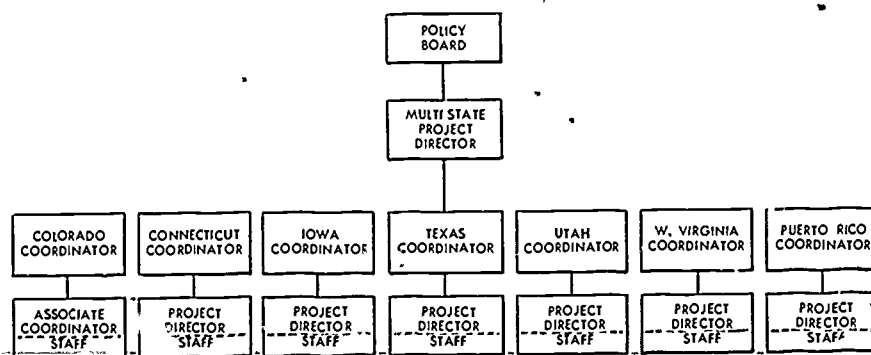 POLICY
BOARD
MULTI STATE
PROJECT
DIRECTOR
COLORADO
COORDINATOR
CONNECTICUT
COORDINATOR
IOWA
COORDINATOR
TEXAS
COORDINATOR
UTAH
COORDINATOR
W. VIRGINIA
COORDINATOR
PUERTO RICO
COORDINATOR
ASSOCIATE
COORDINATOR
STAFF
PROJECT
DIRECTOR
STAFF
PROJECT
DIRECTOR
STAFF
PROJECT
DIRECTOR
STAFF
PROJECT
DIRECTOR
STAFF
PROJECT
DIRECTOR
STAFF
PROJECT
DIRECTOR
STAFF